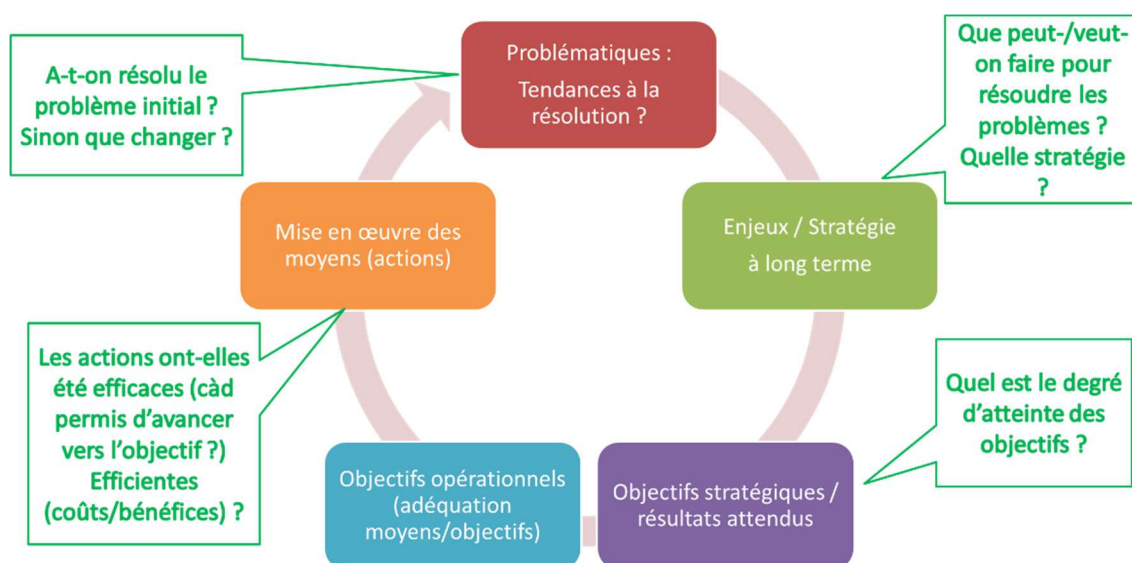 Problématiques :
Tendances à la
résolution ?
Que peut-/veut-
on faire pour
résoudre les
problèmes ?
Quelle stratégie
?
Enjeux / Stratégie
à long terme
Quel est le degré
d'atteinte des
objectifs ?
Objectifs stratégiques /
résultats attendus
Objectifs opérationnels
(adéquation
moyens/objectifs)
Les actions ont-elles
été efficaces (càd
permis d'avancer
vers l'objectif ?)
Efficientes
(coûts/bénéfices) ?
Mise en œuvre des
moyens (actions)
A-t-on résolu le
problème initial ?
Sinon que changer ?